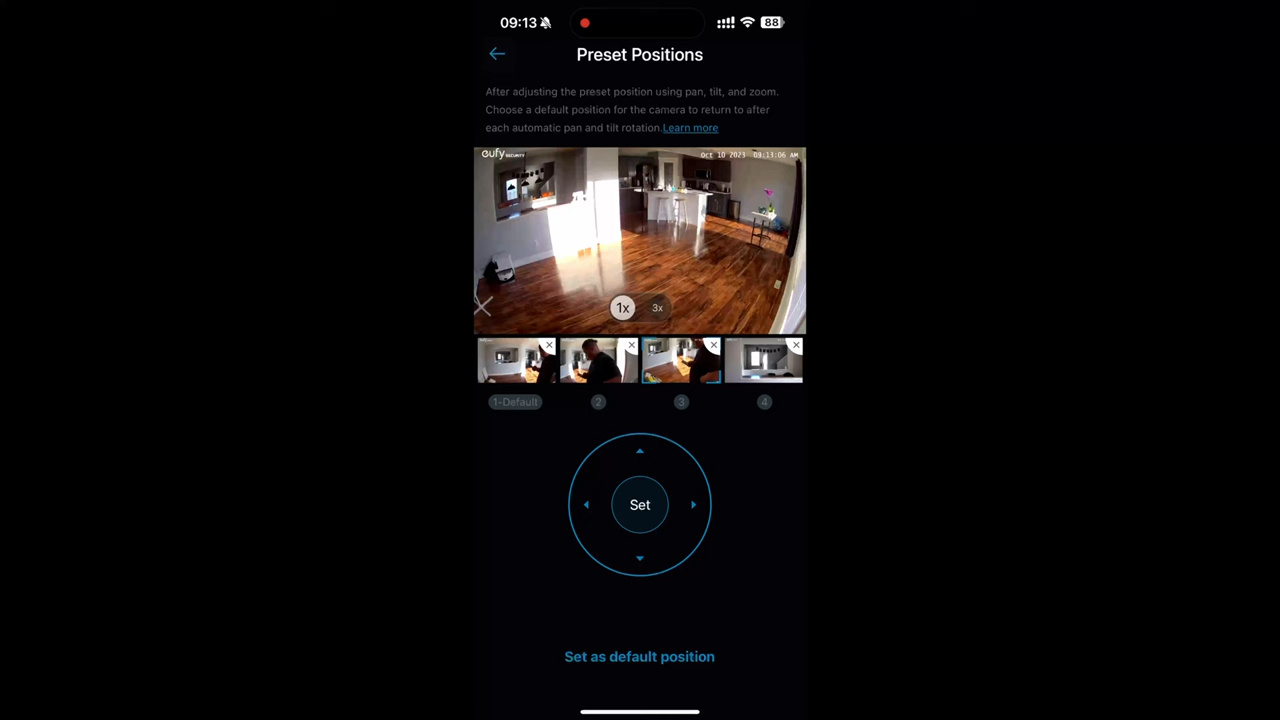 09:13
88
Preset Positions
After adjusting the preset position using pan, tilt, and zoom.
Choose a default position for the camera to return to after
each automatic pan and tilt rotation.Learn more
eufy SECURITY
Oct 10 2023 09:11:06 AM
1x
3x
1-Default
2
3
4
Set
Set as default position